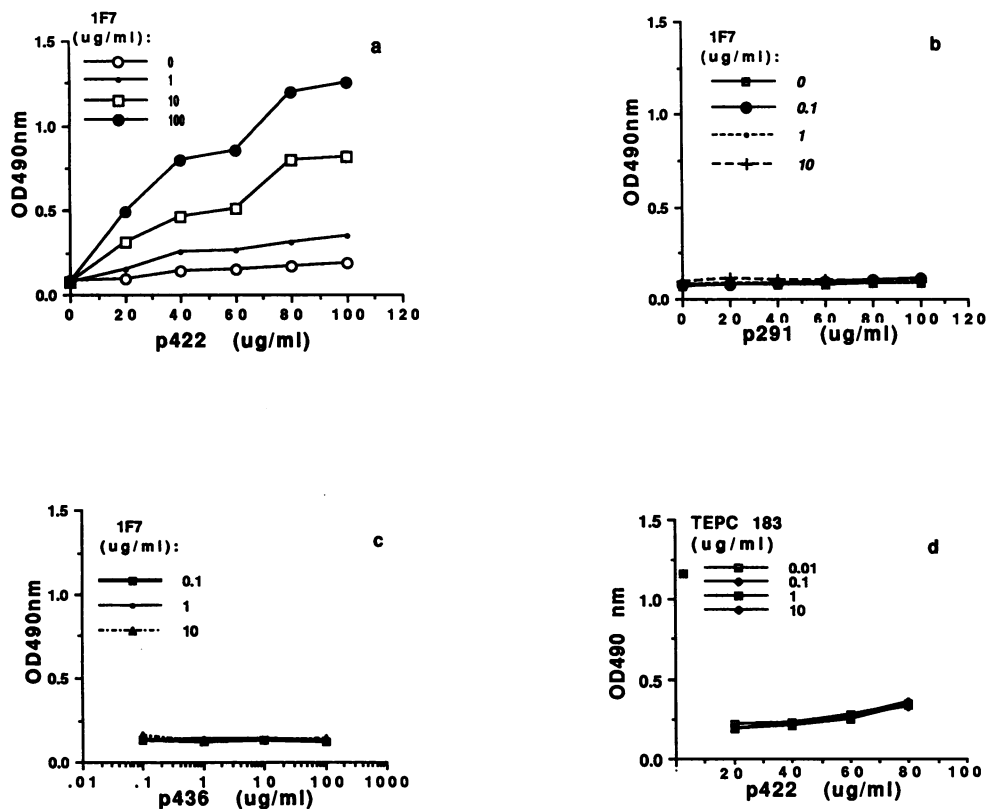 1F7
(ug/ml):
0
1
10
100
a
1.5
1.0
0.5
0.0
OD490nm
0 20 40 60 80 100 120
p422 (ug/ml)
1F7
(ug/ml):
0
0.1
1
10
b
1.5
1.0
0.5
0.0
OD490nm
0 20 40 60 80 100 120
p291 (ug/ml)
1F7
(ug/ml):
0.1
1
10
c
1.5
1.0
0.5
0.0
OD490nm
.01 .1 1 10 100 1000
p436 (ug/ml)
TEPC 183
(ug/ml)
0.01
0.1
1
10
d
1.5
1.0
0.5
0.0
OD490 nm
20 40 60 80 100
p422 (ug/ml)